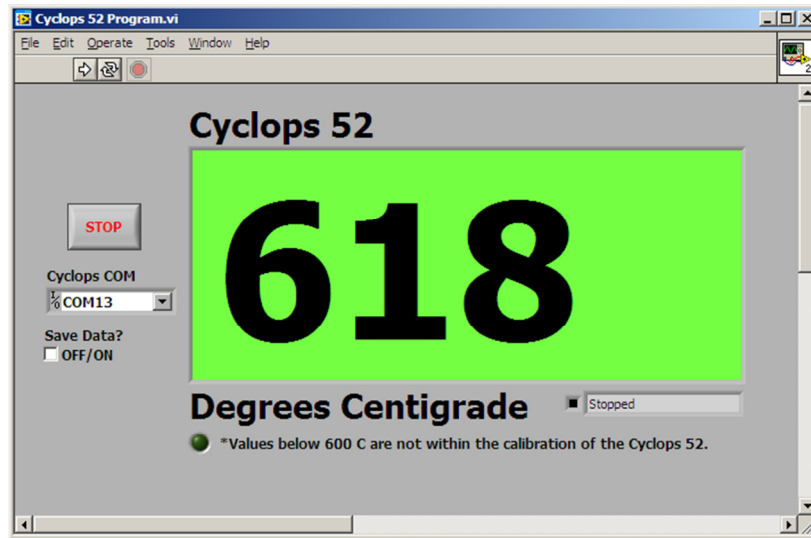 Cyclops 52 Program.vi
File Edit Operate Tools Window Help
2
Cyclops 52
618
STOP
Cyclops COM
I/O COM13
Save Data?
OFF/ON
Degrees Centigrade
Stopped
*Values below 600 C are not within the calibration of the Cyclops 52.